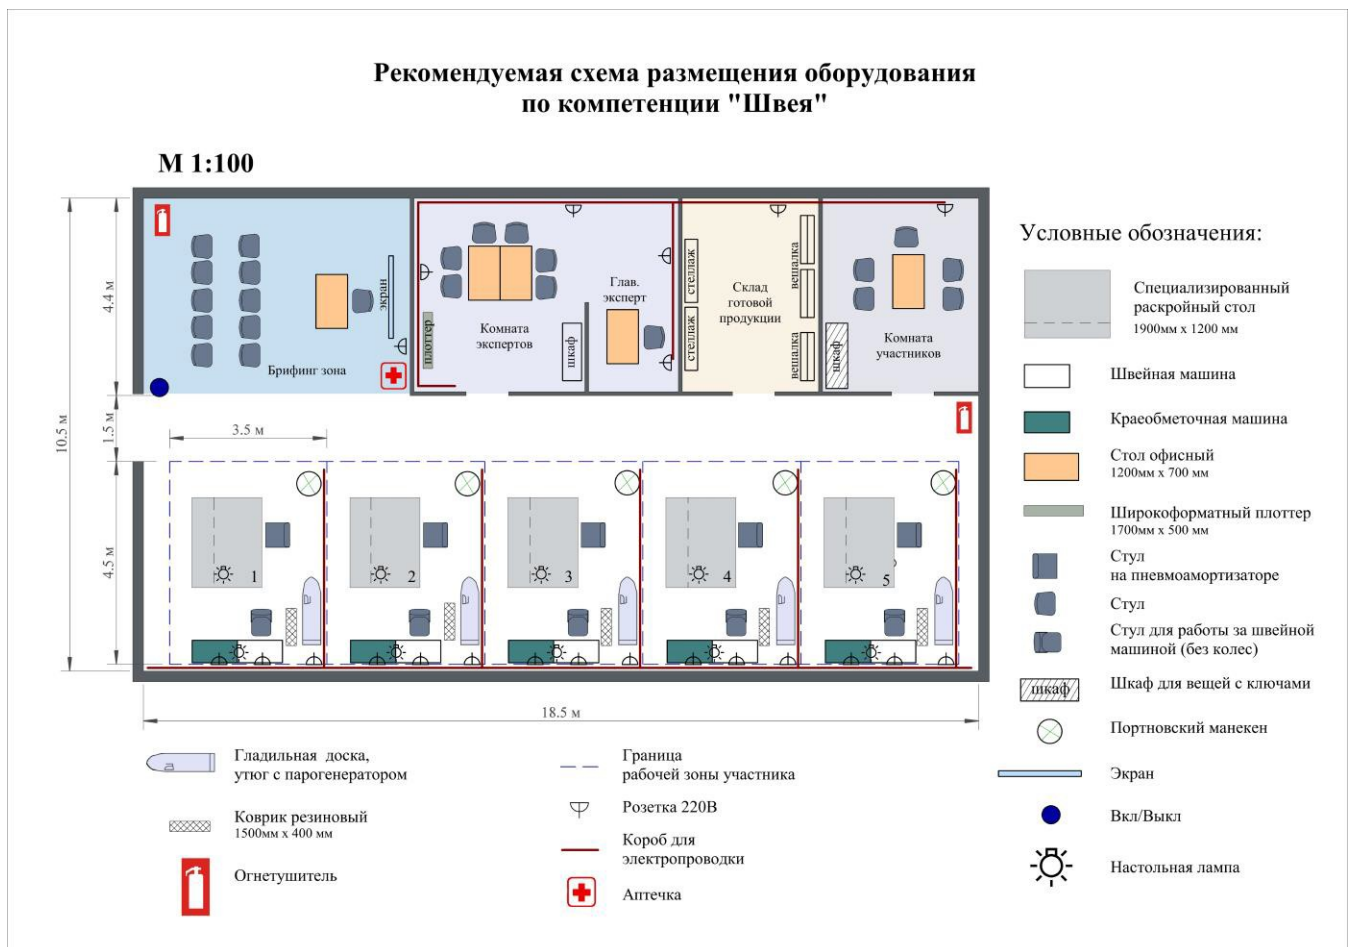 Рекомендуемая схема размещения оборудования
по компетенции "Швея"
М 1:100
10.5 м
4.4 м
1.5 м
4.5 м
3.5 м
18.5 м
Брифинг зона
экран
плоттер
Комната
экспертов
шкаф
Глав.
эксперт
стеллаж
стеллаж
Склад
готовой
продукции
вешалка
вешалка
шкаф
Комната
участников
1
2
3
4
5
Условные обозначения:
Специализированный
раскройный стол
1900мм х 1200 мм
Швейная машина
Краеобметочная машина
Стол офисный
1200мм х 700 мм
Широкоформатный плоттер
1700мм х 500 мм
Стул
на пневмоамортизаторе
Стул
Стул для работы за швейной
машиной (без колес)
шкаф
Шкаф для вещей с ключами
Портновский манекен
Экран
Вкл/Выкл
Настольная лампа
Гладильная доска,
утюг с парогенератором
Коврик резиновый
1500мм х 400 мм
Огнетушитель
Граница
рабочей зоны участника
Розетка 220В
Короб для
электропроводки
Аптечка